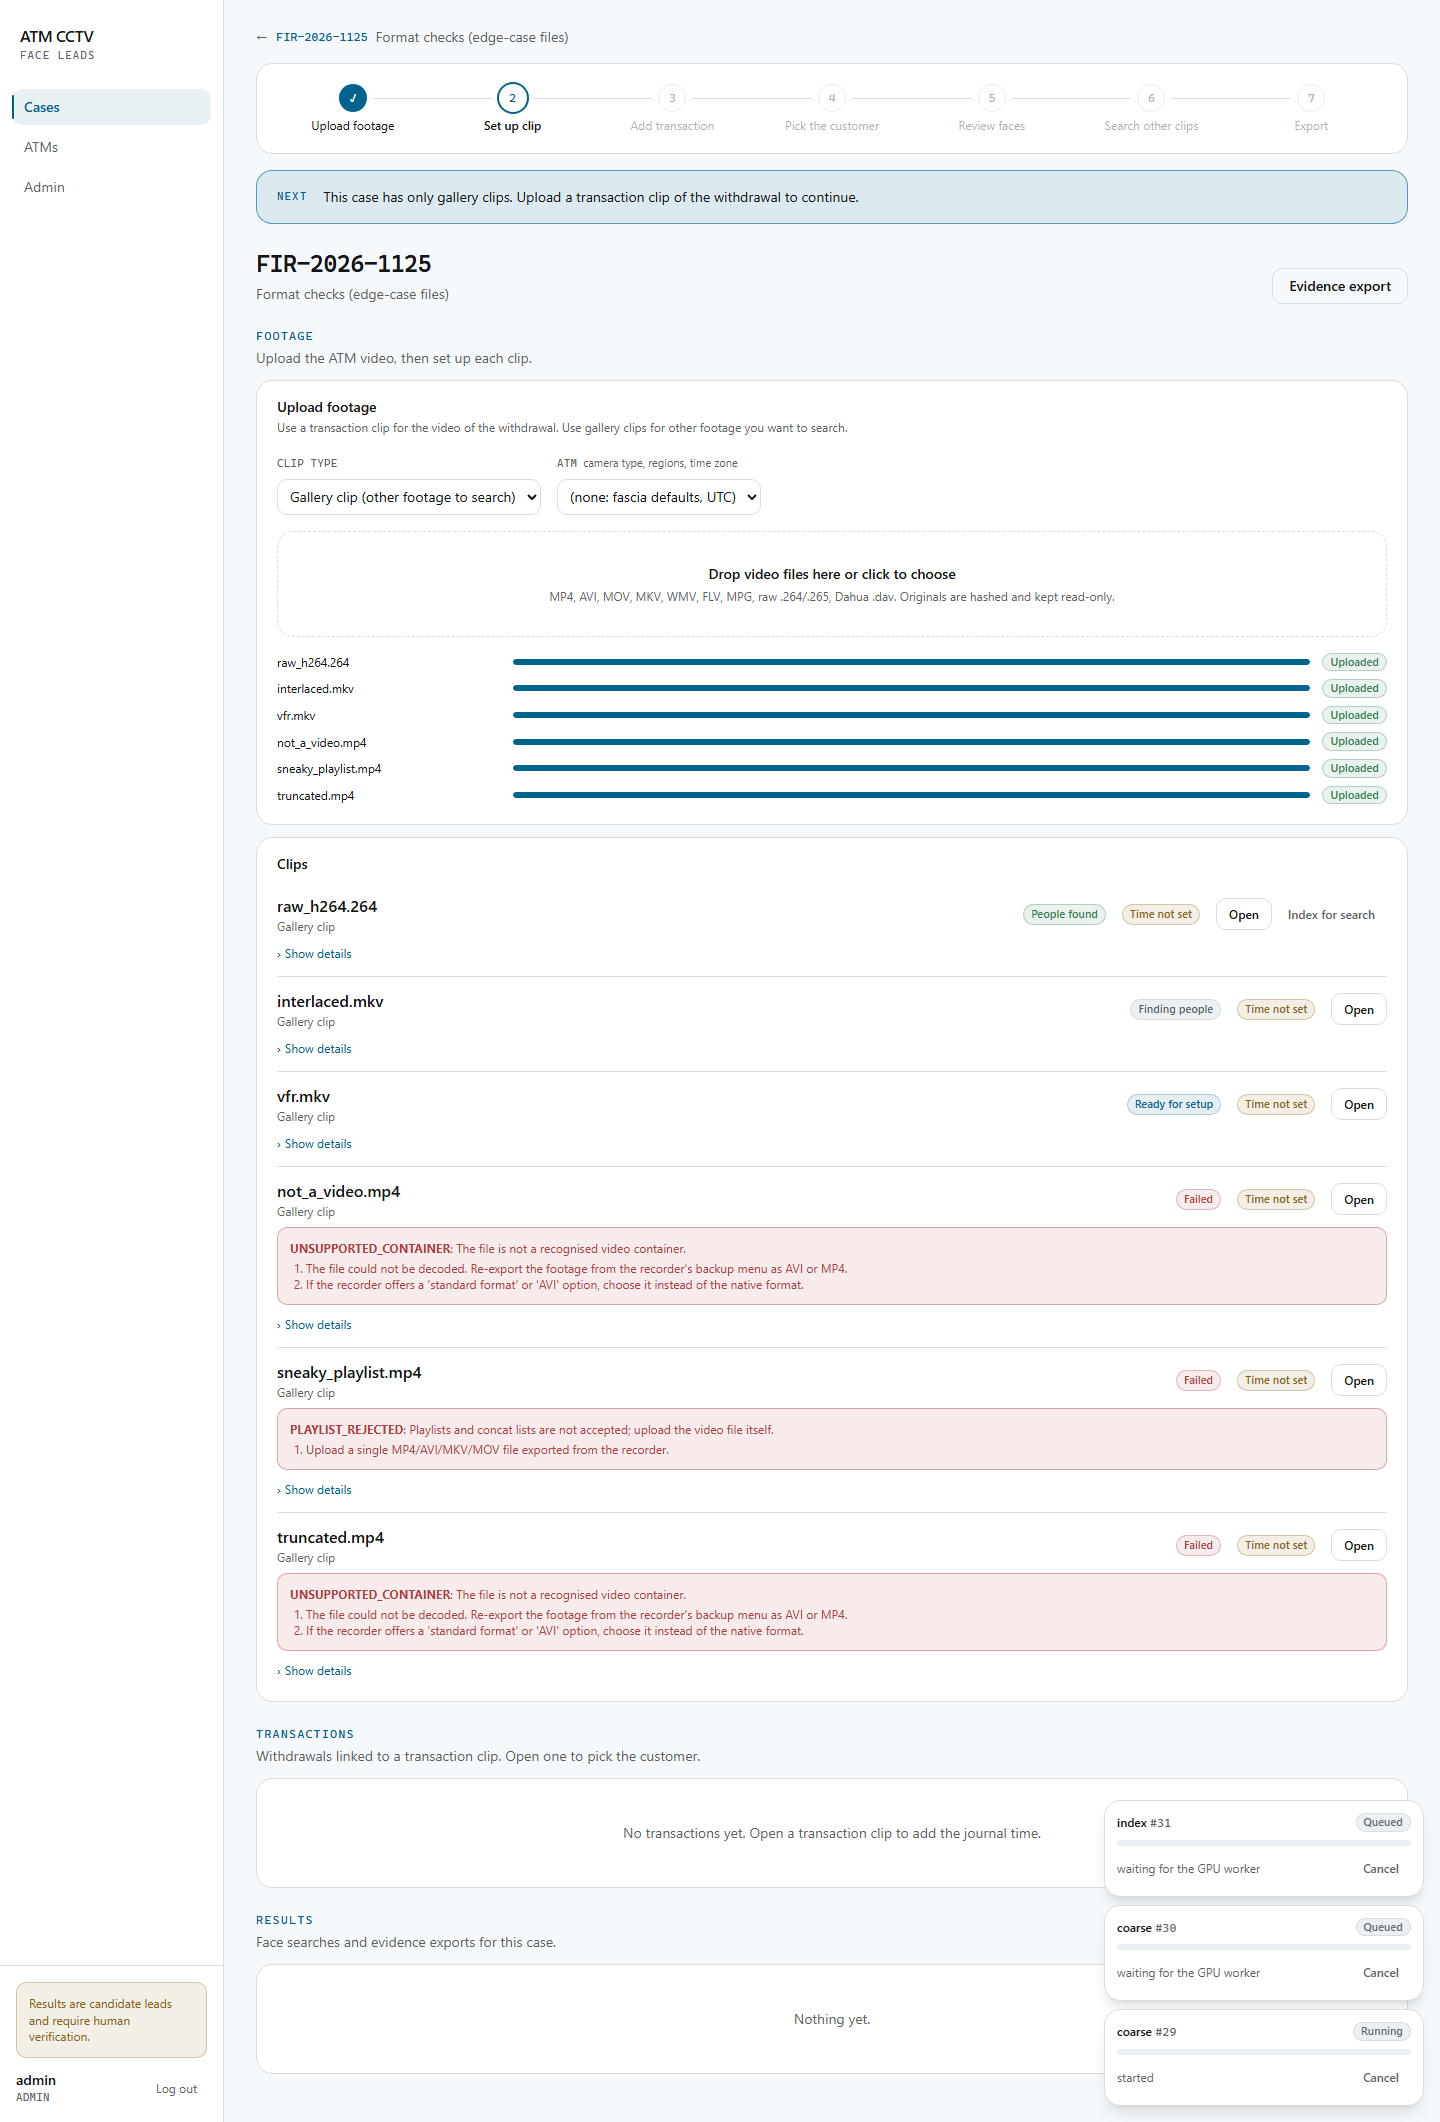 ATM CCTV
FACE LEADS
Cases
ATMs
Admin
← FIR-2026-1125 Format checks (edge-case files)
✓ 2 3 4 5 6 7
Upload footage Set up clip Add transaction Pick the customer Review faces Search other clips Export
NEXT This case has only gallery clips. Upload a transaction clip of the withdrawal to continue.
FIR-2026-1125
Format checks (edge-case files)
Evidence export
FOOTAGE
Upload the ATM video, then set up each clip.
Upload footage
Use a transaction clip for the video of the withdrawal. Use gallery clips for other footage you want to search.
CLIP TYPE
ATM camera type, regions, time zone
Gallery clip (other footage to search)
(none: fascia defaults, UTC)
Drop video files here or click to choose
MP4, AVI, MOV, MKV, WMV, FLV, MPG, raw .264/.265, Dahua .dav. Originals are hashed and kept read-only.
raw_h264.264 Uploaded
interlaced.mkv Uploaded
vfr.mkv Uploaded
not_a_video.mp4 Uploaded
sneaky_playlist.mp4 Uploaded
truncated.mp4 Uploaded
Clips
raw_h264.264
Gallery clip
People found Time not set Open Index for search
› Show details
interlaced.mkv
Gallery clip
Finding people Time not set Open
› Show details
vfr.mkv
Gallery clip
Ready for setup Time not set Open
› Show details
not_a_video.mp4
Gallery clip
Failed Time not set Open
UNSUPPORTED_CONTAINER: The file is not a recognised video container.
1. The file could not be decoded. Re-export the footage from the recorder's backup menu as AVI or MP4.
2. If the recorder offers a 'standard format' or 'AVI' option, choose it instead of the native format.
› Show details
sneaky_playlist.mp4
Gallery clip
Failed Time not set Open
PLAYLIST_REJECTED: Playlists and concat lists are not accepted; upload the video file itself.
1. Upload a single MP4/AVI/MKV/MOV file exported from the recorder.
› Show details
truncated.mp4
Gallery clip
Failed Time not set Open
UNSUPPORTED_CONTAINER: The file is not a recognised video container.
1. The file could not be decoded. Re-export the footage from the recorder's backup menu as AVI or MP4.
2. If the recorder offers a 'standard format' or 'AVI' option, choose it instead of the native format.
› Show details
TRANSACTIONS
Withdrawals linked to a transaction clip. Open one to pick the customer.
No transactions yet. Open a transaction clip to add the journal time.
RESULTS
Face searches and evidence exports for this case.
Nothing yet.
index #31 Queued
waiting for the GPU worker Cancel
coarse #30 Queued
waiting for the GPU worker Cancel
coarse #29 Running
started Cancel
Results are candidate leads
and require human
verification.
admin
ADMIN
Log out